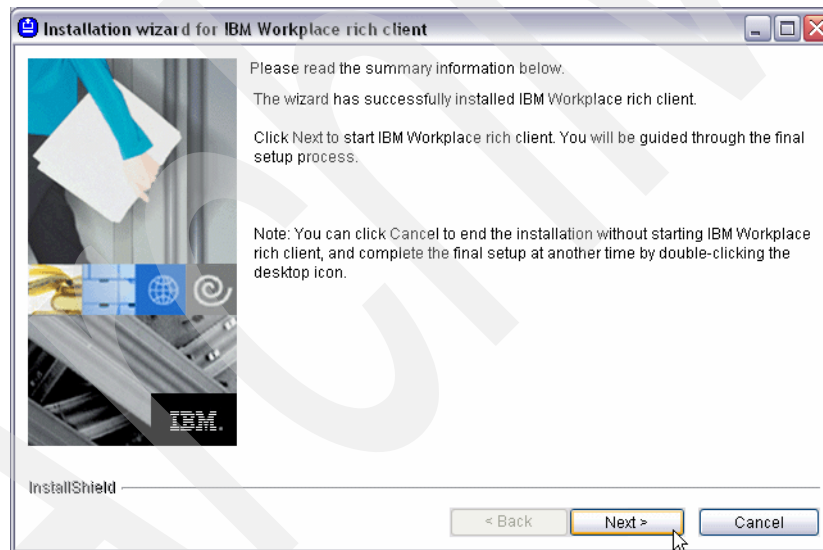 Installation wizard for IBM Workplace rich client
Please read the summary information below.
The wizard has successfully installed IBM Workplace rich client.
Click Next to start IBM Workplace rich client. You will be guided through the final
setup process.
Note: You can click Cancel to end the installation without starting IBM Workplace
rich client, and complete the final setup at another time by double-clicking the
desktop icon.
IBM.
InstallShield
< Back
Next >
Cancel